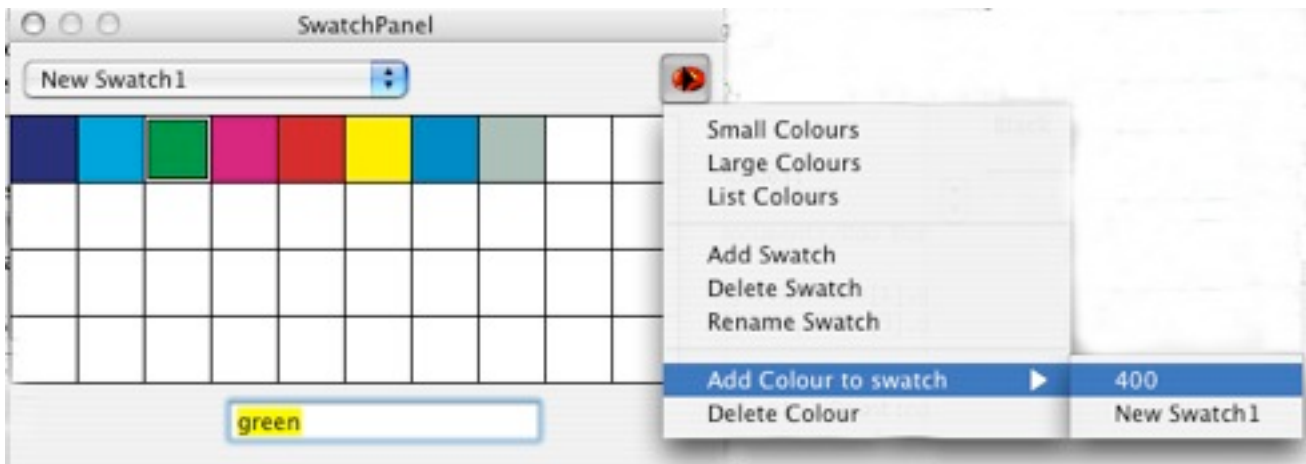 SwatchPanel
New Swatch1
Small Colours
Large Colours
List Colours
Add Swatch
Delete Swatch
Rename Swatch
Add Colour to swatch
400
Delete Colour
New Swatch1
green